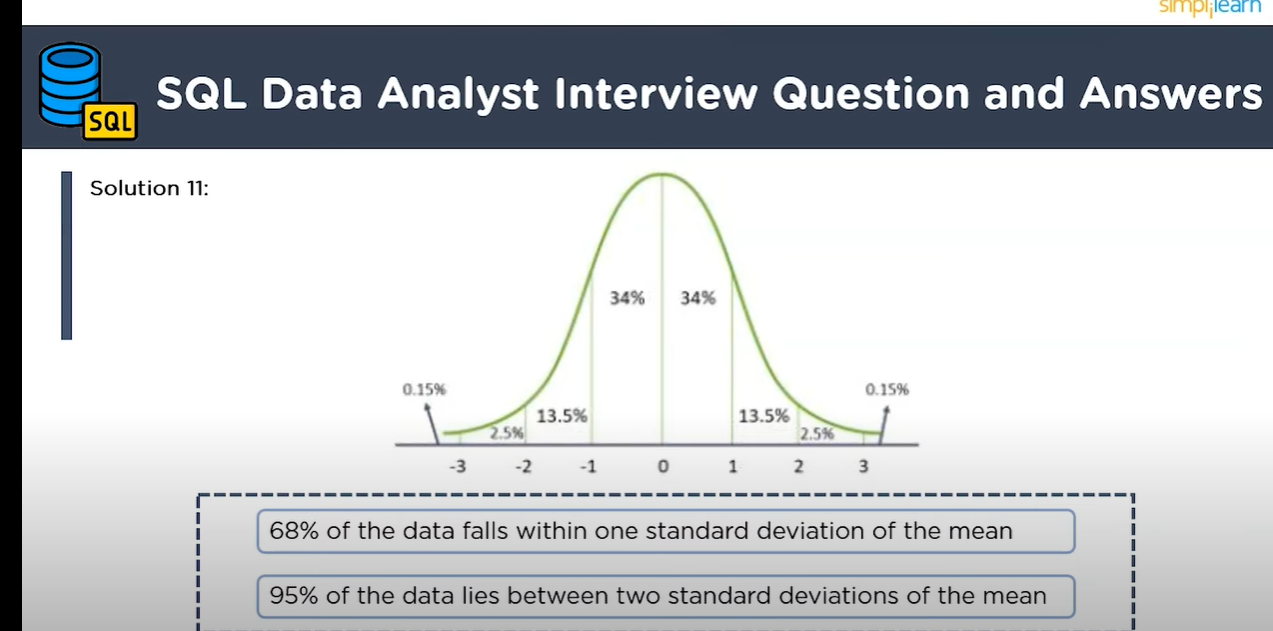 simplilearn
SQL Data Analyst Interview Question and Answers
SQL
Solution 11:
34% 34%
0.15% 0.15%
13.5% 13.5%
2.5% 2.5%
-3 -2 -1 0 1 2 3
68% of the data falls within one standard deviation of the mean
95% of the data lies between two standard deviations of the mean